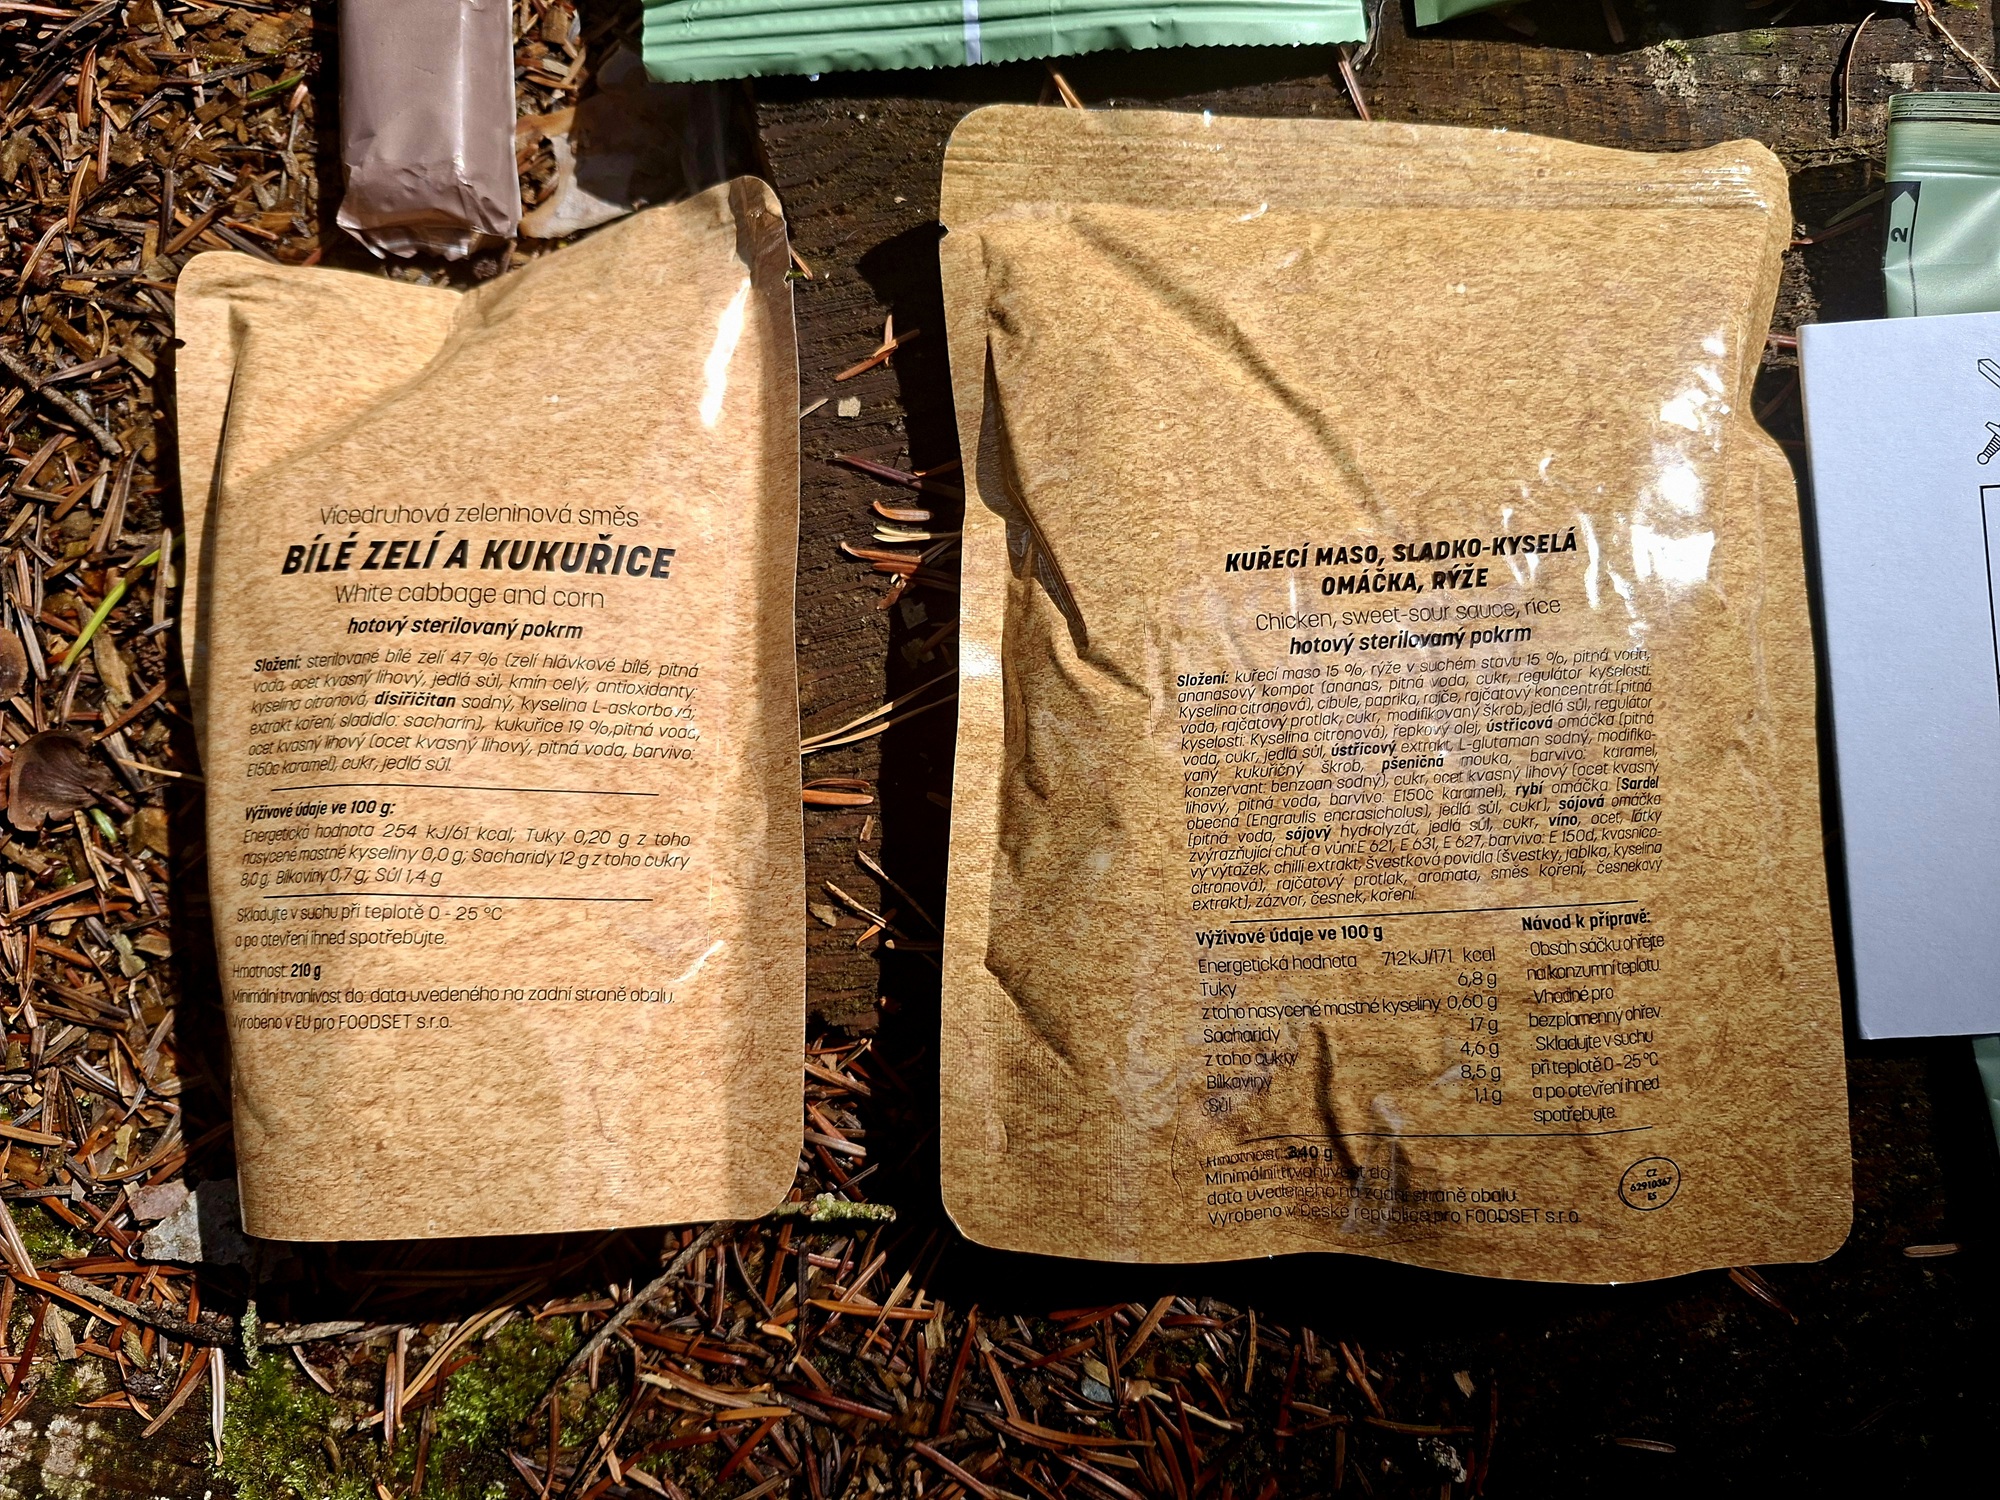 Vícedruhová zeleninová směs
BÍLÉ ZELÍ A KUKUŘICE
White cabbage and corn
hotový sterilovaný pokrm
Složení: sterilované bílé zelí 47 % (zelí hlávkové bílé, pitná
voda, ocet kvasný lihový, jedlá sůl, kmín celý, antioxidanty:
kyselina citronová, disiřičitan sodný, kyselina L-askorbová;
extrakt koření, sladidlo: sacharin), kukuřice 19 %,pitná voda,
ocet kvasný lihový (ocet kvasný lihový, pitná voda, barvivo:
E150c karamel), cukr, jedlá sůl.
Výživové údaje ve 100 g:
Energetická hodnota 254 kJ/61 kcal; Tuky 0,20 g z toho
nasycené mastné kyseliny 0,0 g; Sacharidy 12 g z toho cukry
8,0 g; Bílkoviny 0,7 g; Sůl 1,4 g
Skladujte v suchu při teplotě 0 - 25 °C
a po otevření ihned spotřebujte.
Hmotnost: 210 g
Minimální trvanlivost do: data uvedeného na zadní straně obalu.
Vyrobeno v EU pro FOODSET s.r.o.
KUŘECÍ MASO, SLADKO-KYSELÁ
OMÁČKA, RÝŽE
Chicken, sweet-sour sauce, rice
hotový sterilovaný pokrm
Složení: kuřecí maso 15 %, rýže v suchém stavu 15 %, pitná voda,
ananasový kompot (ananas, pitná voda, cukr, regulátor kyselosti:
Kyselina citronová), cibule, paprika, rajče, rajčatový koncentrát (pitná
voda, rajčatový protlak, cukr, modifikovaný škrob, jedlá sůl, regulátor
kyselosti: Kyselina citronová), řepkový olej, ústřicová omáčka (pitná
voda, cukr, jedlá sůl, ústřicový extrakt, L-glutaman sodný, modifiko-
vaný kukuřičný škrob, pšeničná mouka, barvivo: karamel,
konzervant: benzoan sodný), cukr, ocet kvasný lihový (ocet kvasný
lihový, pitná voda, barvivo: E150c karamel), rybí omáčka (Sardel
obecná (Engraulis encrasicholus), jedlá sůl, cukr), sójová omáčka
(pitná voda, sójový hydrolyzát, jedlá sůl, cukr, víno, ocet, látky
zvýrazňující chuť a vůni:E 621, E 631, E 627, barvivo: E 150d, kvasnico-
vý výtažek, chilli extrakt, švestková povidla (švestky, jablka, kyselina
citronová), rajčatový protlak, aromata, směs koření, česnekový
extrakt), zázvor, česnek, koření.
Výživové údaje ve 100 g
Energetická hodnota 712kJ/171 kcal
Tuky 6,8 g
z toho nasycené mastné kyseliny 0,60 g
Sacharidy 17 g
z toho cukry 4,6 g
Bílkoviny 8,5 g
Sůl 1,1 g
Návod k přípravě:
Obsah sáčku ohřejte
na konzumní teplotu.
Vhodné pro
bezplamenný ohřev.
Skladujte v suchu
při teplotě 0 - 25 °C
a po otevření ihned
spotřebujte.
Hmotnost: 340 g
Minimální trvanlivost do
data uvedeného na zadní straně obalu.
Vyrobeno v České republice pro FOODSET s.r.o.
CZ
62910367
ES
2